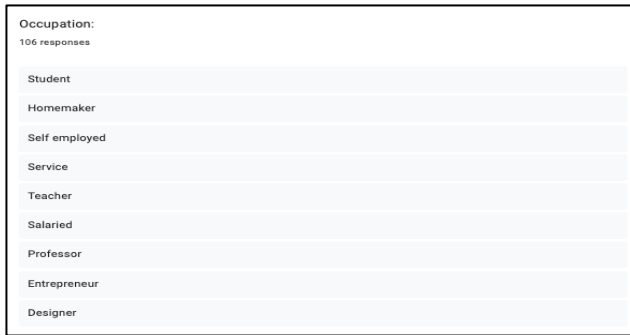 Occupation:
106 responses
Student
Homemaker
Self employed
Service
Teacher
Salaried
Professor
Entrepreneur
Designer